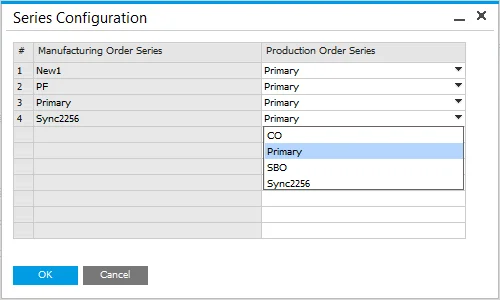 Series Configuration
# Manufacturing Order Series Production Order Series
1 New1 Primary
2 PF Primary
3 Primary Primary
4 Sync2256 Primary
CO
Primary
SBO
Sync2256
OK Cancel